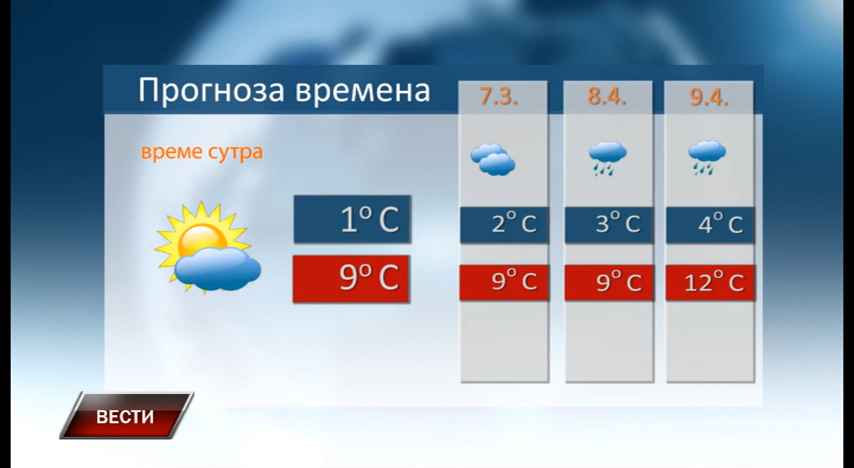 Прогноза времена
7.3. 8.4. 9.4.
време сутра
1° C
9° C
2° C 3° C 4° C
9° C 9° C 12° C
ВЕСТИ